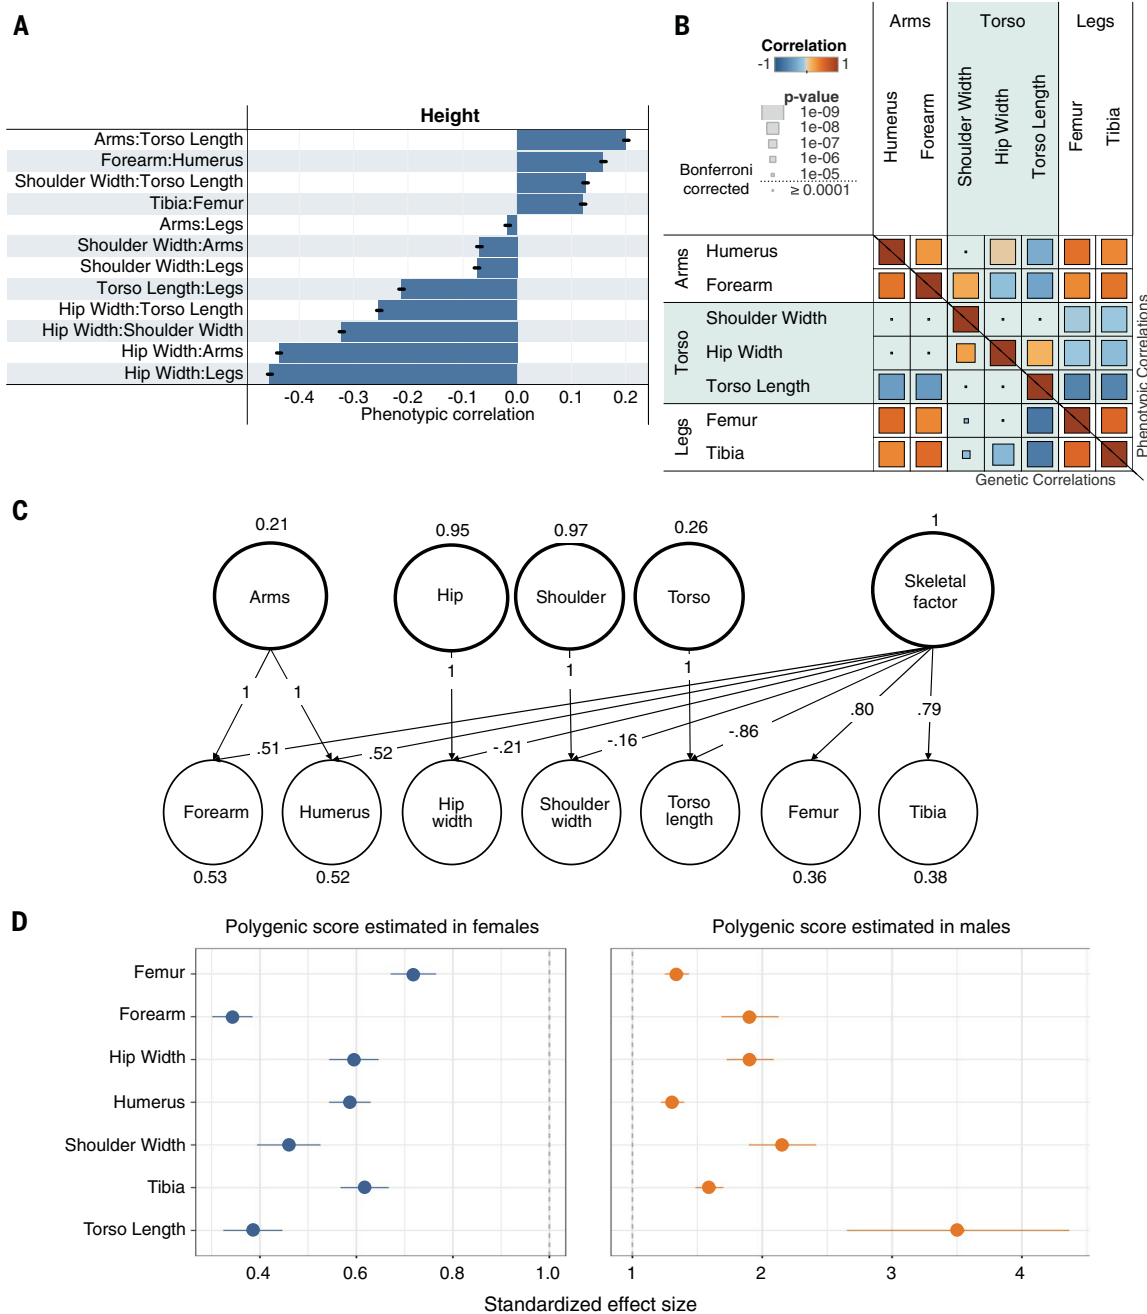 A
Height
Arms:Torso Length
Forearm:Humerus
Shoulder Width:Torso Length
Tibia:Femur
Arms:Legs
Shoulder Width:Arms
Shoulder Width:Legs
Torso Length:Legs
Hip Width:Torso Length
Hip Width:Shoulder Width
Hip Width:Arms
Hip Width:Legs
-0.4 -0.3 -0.2 -0.1 0.0 0.1 0.2
Phenotypic correlation
B
Correlation
-1 1
p-value
1e-09
1e-08
1e-07
1e-06
1e-05
≥ 0.0001
Bonferroni
corrected
Arms Torso Legs
Humerus
Forearm
Shoulder Width
Hip Width
Torso Length
Femur
Tibia
Arms
Humerus
Forearm
Torso
Shoulder Width
Hip Width
Torso Length
Legs
Femur
Tibia
Phenotypic Correlations
Genetic Correlations
C
0.21 0.95 0.97 0.26 1
Arms Hip Shoulder Torso Skeletal
factor
1 1 1 1 1
.51 .52 -.21 -.16 -.86 .80 .79
Forearm Humerus Hip
width Shoulder
width Torso
length Femur Tibia
0.53 0.52 0.36 0.38
D
Polygenic score estimated in females Polygenic score estimated in males
Femur
Forearm
Hip Width
Humerus
Shoulder Width
Tibia
Torso Length
0.4 0.6 0.8 1.0 1 2 3 4
Standardized effect size